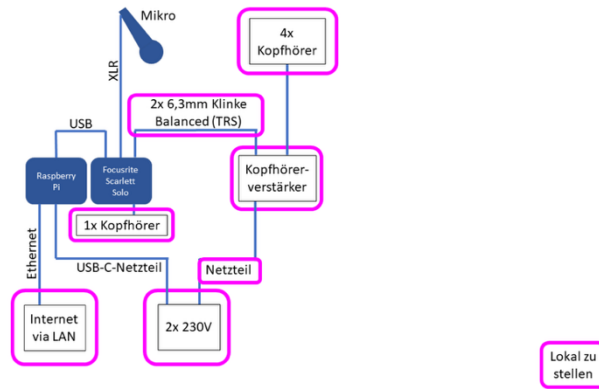 Mikro
4x
Kopfhörer
XLR
2x 6,3mm Klinke
Balanced (TRS)
USB
Raspberry
Pi
Focusrite
Scarlett
Solo
Kopfhörer-
verstärker
1x Kopfhörer
Ethernet
USB-C-Netzteil
Netzteil
Internet
via LAN
2x 230V
Lokal zu
stellen